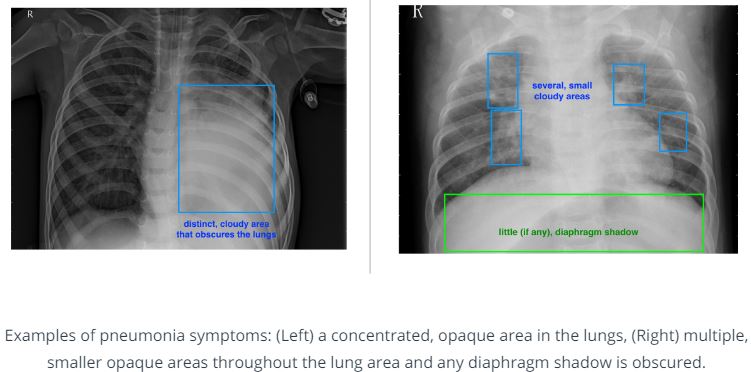 R
distinct, cloudy area
that obscures the lungs
R
several, small
cloudy areas
little (if any), diaphragm shadow
Examples of pneumonia symptoms: (Left) a concentrated, opaque area in the lungs, (Right) multiple,
smaller opaque areas throughout the lung area and any diaphragm shadow is obscured.